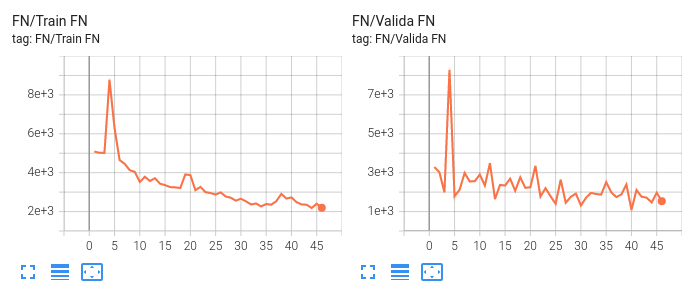 FN/Train FN
tag: FN/Train FN
8e+3
6e+3
4e+3
2e+3
0 5 10 15 20 25 30 35 40 45
FN/Valida FN
tag: FN/Valida FN
7e+3
5e+3
3e+3
1e+3
0 5 10 15 20 25 30 35 40 45